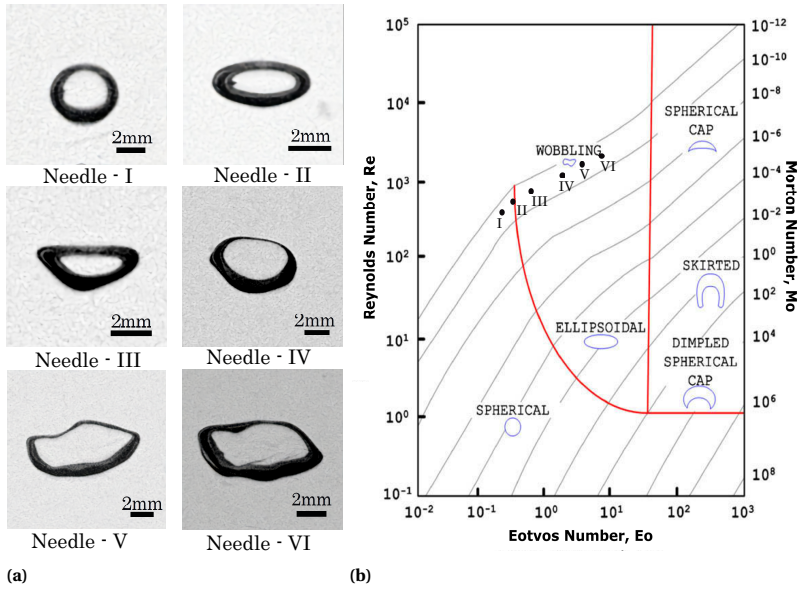 2mm
2mm
Needle - I
Needle - II
2mm
2mm
Needle - III
Needle - IV
2mm
2mm
Needle - V
Needle - VI
(a)
Reynolds Number, Re
10^5
10^4
10^3
10^2
10^1
10^0
10^-1
10^-2
10^-1
10^0
10^1
10^2
10^3
Eotvos Number, Eo
10^-12
10^-10
10^-8
10^-6
10^-4
10^-2
10^0
10^2
10^4
10^6
10^8
Morton Number, Mo
SPHERICAL
CAP
WOBBLING
VI
V
IV
III
II
I
SKIRTED
ELLIPSOIDAL
DIMPLED
SPHERICAL
CAP
SPHERICAL
(b)